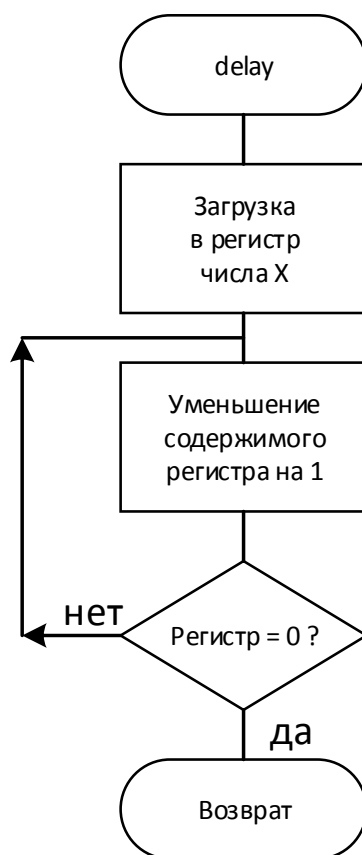 delay
Загрузка
в регистр
числа X
Уменьшение
содержимого
регистра на 1
нет
Регистр = 0 ?
да
Возврат